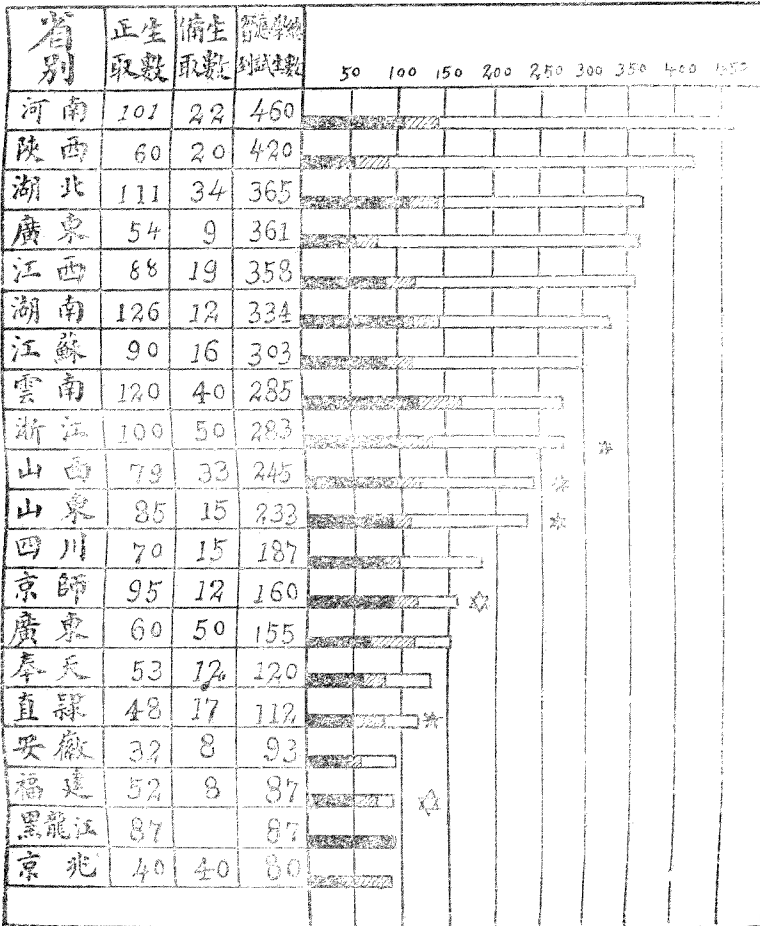 省別 正取生數 備取生數 應試學生總數 50 100 150 200 250 300 350 400
河南 101 22 460
陝西 60 20 420
湖北 111 34 365
廣東 54 9 361
江西 88 19 358
湖南 126 12 334
江蘇 90 16 303
雲南 120 40 285
浙江 100 50 283
山西 79 33 245
山東 85 15 233
四川 70 15 187
京師 95 12 160
廣東 60 50 155
奉天 53 12 120
直隸 48 17 112
安徽 32 8 93
福建 52 8 87
黑龍江 87 87
京兆 40 40 80